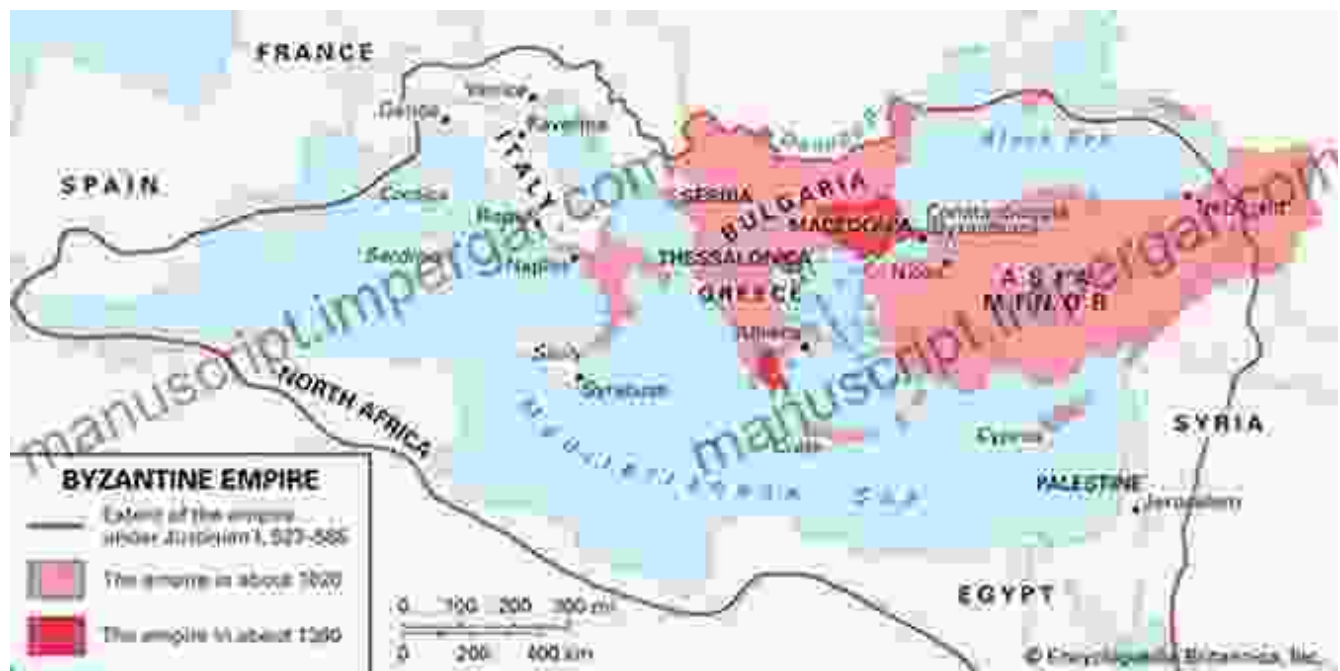 FRANCE
Venice
Genoa
Ravenna
ITALY
SPAIN
Corsica
Rome
Sardinia
Naples
Sicily
Syracuse
NORTH AFRICA
Mediterranean Sea
Danube R.
Black Sea
SERBIA
BULGARIA
MACEDONIA
THESSALONICA
GREECE
Athens
Crete
Constantinople
Nicaea
Trebizond
ASIA
MINOR
Cyprus
SYRIA
PALESTINE
Jerusalem
EGYPT
BYZANTINE EMPIRE
Extent of the empire
under Justinian I, 527-565
The empire in about 1020
The empire in about 1360
0 100 200 300 mi
0 200 400 km
© Encyclopædia Britannica, Inc.
manuscript.impergar.com
manuscript.impergar.com